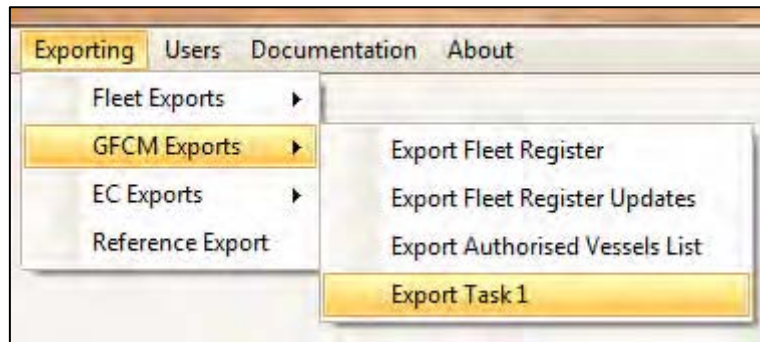 Exporting Users Documentation About
Fleet Exports
GFCM Exports
EC Exports
Reference Export
Export Fleet Register
Export Fleet Register Updates
Export Authorised Vessels List
Export Task 1